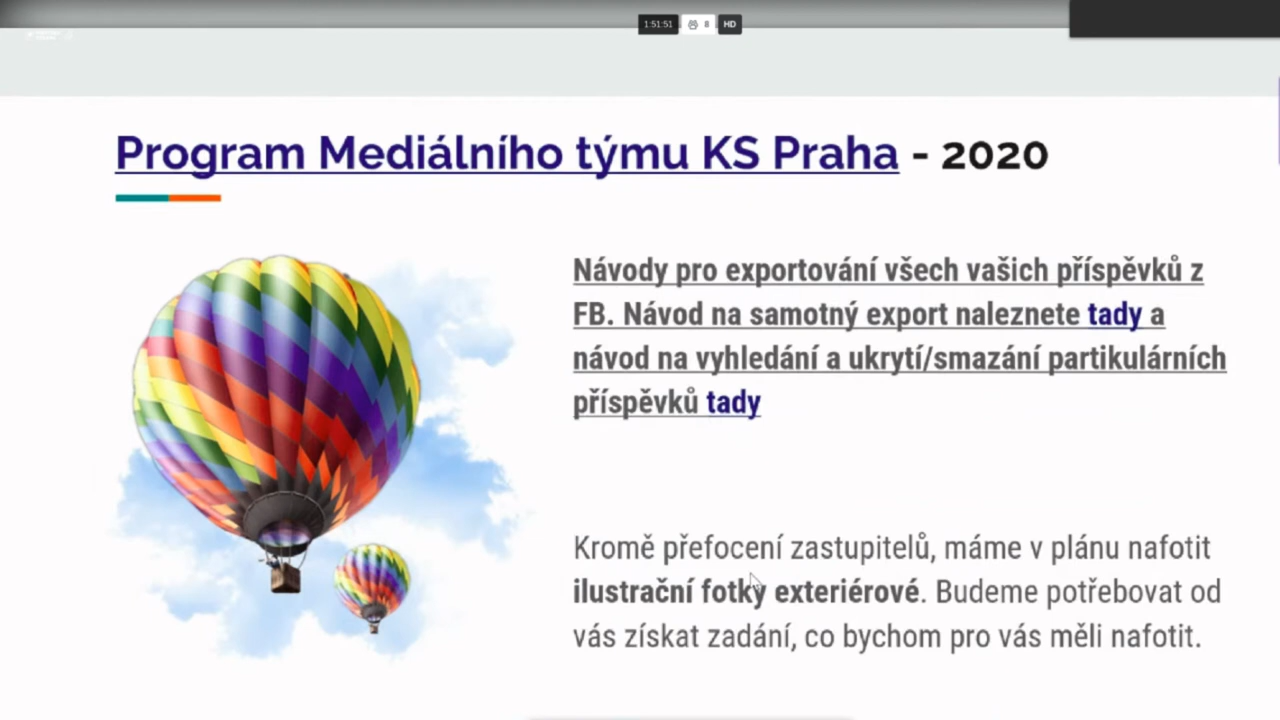 1:51:51 8 HD
Program Mediálního týmu KS Praha - 2020
Návody pro exportování všech vašich příspěvků z
FB. Návod na samotný export naleznete tady a
návod na vyhledání a ukrytí/smazání partikulárních
příspěvků tady
Kromě přefocení zastupitelů, máme v plánu nafotit
ilustrační fotky exteriérové. Budeme potřebovat od
vás získat zadání, co bychom pro vás měli nafotit.